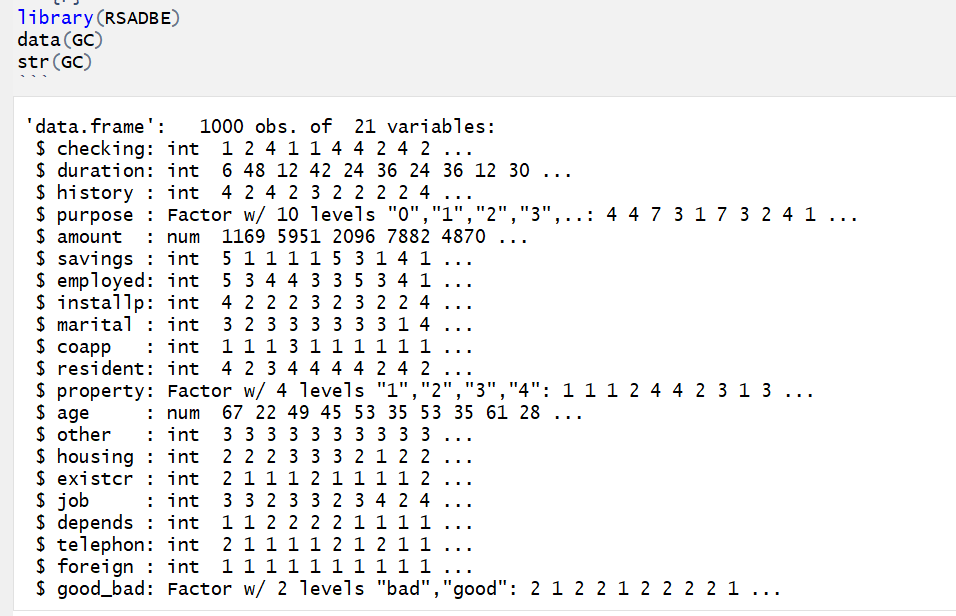 library(RSADBE)
data(GC)
str(GC)
```
'data.frame':   1000 obs. of  21 variables:
 $ checking: int  1 2 4 1 1 4 4 2 4 2 ...
 $ duration: int  6 48 12 42 24 36 24 36 12 30 ...
 $ history : int  4 2 4 2 3 2 2 2 2 4 ...
 $ purpose : Factor w/ 10 levels "0","1","2","3",..: 4 4 7 3 1 7 3 2 4 1 ...
 $ amount  : num  1169 5951 2096 7882 4870 ...
 $ savings : int  5 1 1 1 1 5 3 1 4 1 ...
 $ employed: int  5 3 4 4 3 3 5 3 4 1 ...
 $ installp: int  4 2 2 2 3 2 3 2 2 4 ...
 $ marital : int  3 2 3 3 3 3 3 3 1 4 ...
 $ coapp   : int  1 1 1 3 1 1 1 1 1 1 ...
 $ resident: int  4 2 3 4 4 4 4 2 4 2 ...
 $ property: Factor w/ 4 levels "1","2","3","4": 1 1 1 2 4 4 2 3 1 3 ...
 $ age     : num  67 22 49 45 53 35 53 35 61 28 ...
 $ other   : int  3 3 3 3 3 3 3 3 3 3 ...
 $ housing : int  2 2 2 3 3 3 2 1 2 2 ...
 $ existcr : int  2 1 1 1 2 1 1 1 1 2 ...
 $ job     : int  3 3 2 3 3 2 3 4 2 4 ...
 $ depends : int  1 1 2 2 2 2 1 1 1 1 ...
 $ telephon: int  2 1 1 1 1 2 1 2 1 1 ...
 $ foreign : int  1 1 1 1 1 1 1 1 1 1 ...
 $ good_bad: Factor w/ 2 levels "bad","good": 2 1 2 2 1 2 2 2 2 1 ...